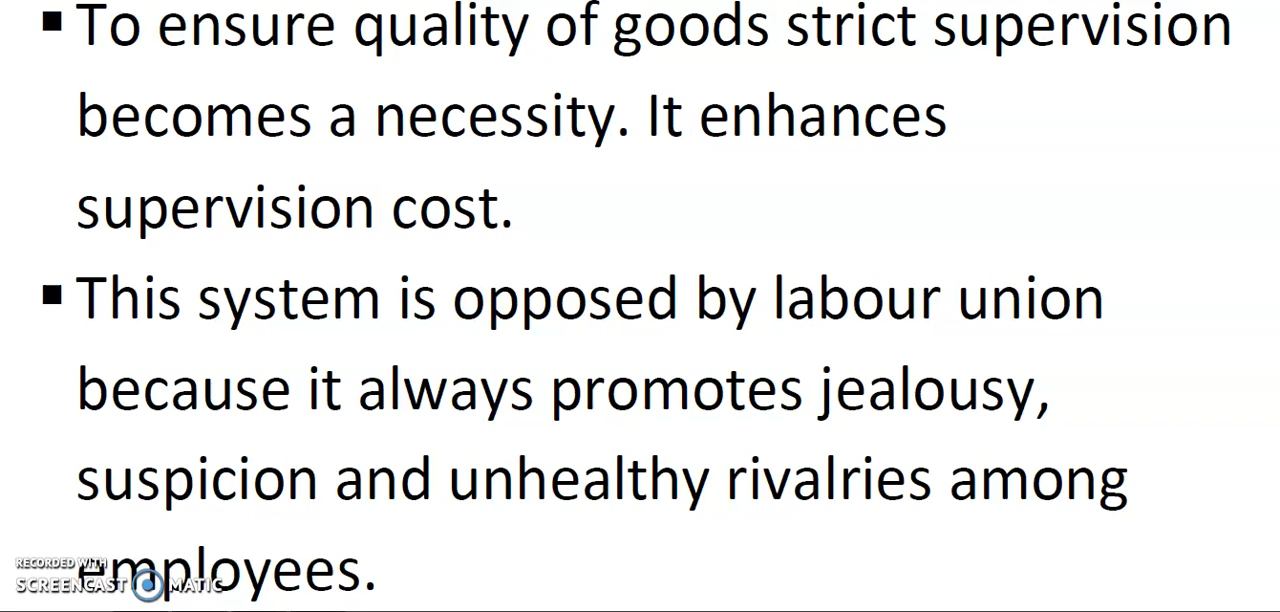 ▪ To ensure quality of goods strict supervision
becomes a necessity. It enhances
supervision cost.
▪ This system is opposed by labour union
because it always promotes jealousy,
suspicion and unhealthy rivalries among
employees.
RECORDED WITH
SCREENCAST MATIC